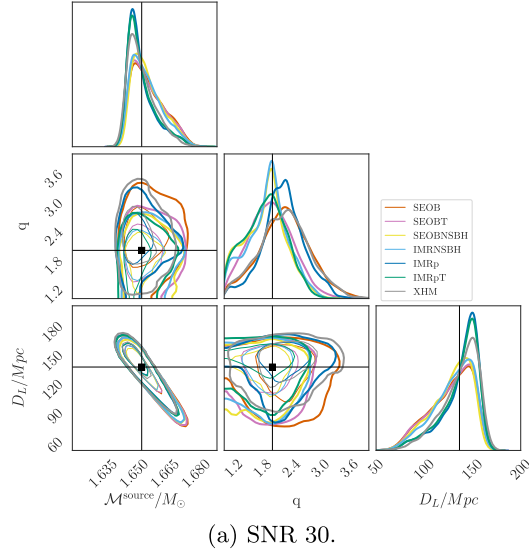 3.6
3.0
2.4
1.8
1.2
q
SEOB
SEOBT
SEOBNSBH
IMRNSBH
IMRp
IMRpT
XHM
180
150
120
90
60
D_L/Mpc
1.635 1.650 1.665 1.680
1.2 1.8 2.4 3.0 3.6
50 100 150 200
ℳ^source/M_⊙ q D_L/Mpc
(a) SNR 30.